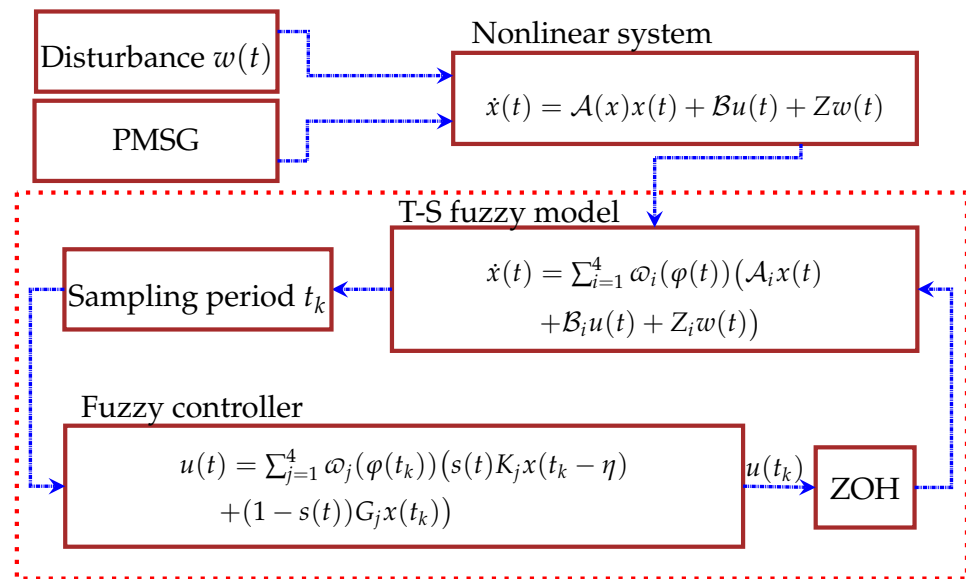 Disturbance w(t)
PMSG
Nonlinear system
ẋ(t) = 𝒜(x)x(t) + ℬu(t) + Zw(t)
T-S fuzzy model
ẋ(t) = ∑⁴ᵢ₌₁ ϖᵢ(φ(t))(𝒜ᵢx(t)
+ℬᵢu(t) + Zᵢw(t))
Sampling period tₖ
Fuzzy controller
u(t) = ∑⁴ⱼ₌₁ ϖⱼ(φ(tₖ))(s(t)Kⱼx(tₖ − η)
+(1 − s(t))Gⱼx(tₖ))
u(tₖ)
ZOH